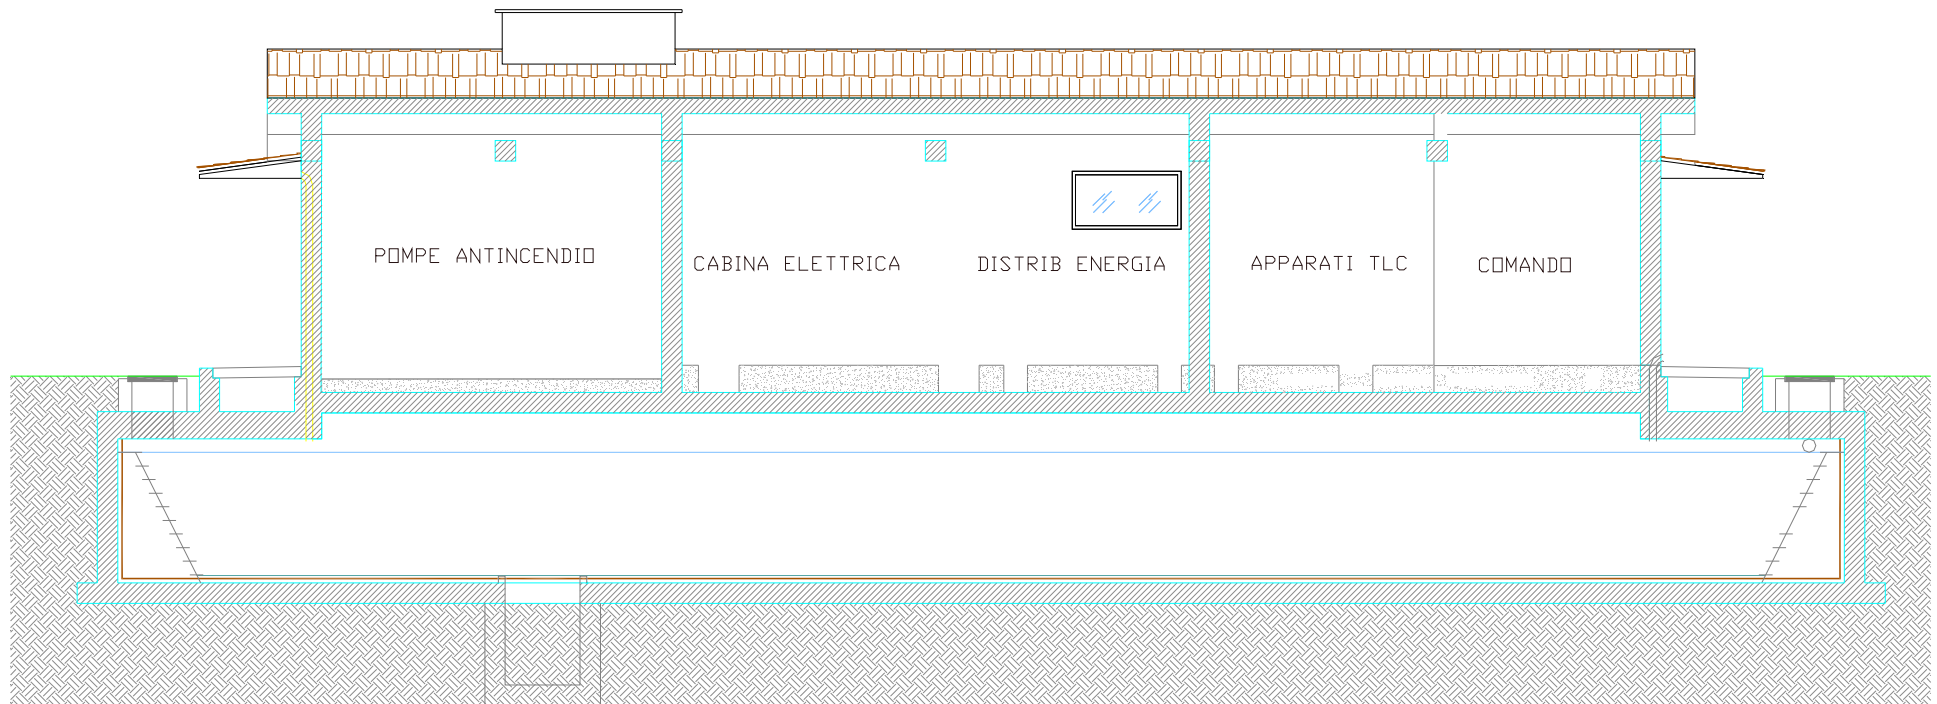 POMPE ANTINCENDIO
CABINA ELETTRICA
DISTRIB ENERGIA
APPARATI TLC
COMANDO